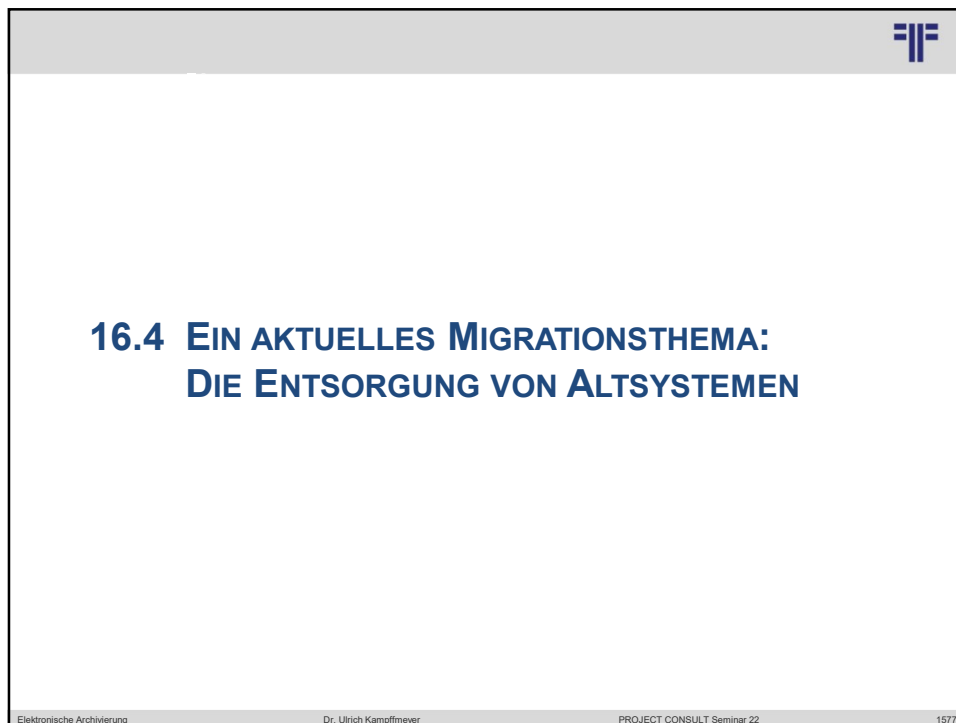 16.4 EIN AKTUELLES MIGRATIONSTHEMA:
DIE ENTSORGUNG VON ALTSYSTEMEN
Elektronische Archivierung Dr. Ulrich Kampffmeyer PROJECT CONSULT Seminar 22 1577